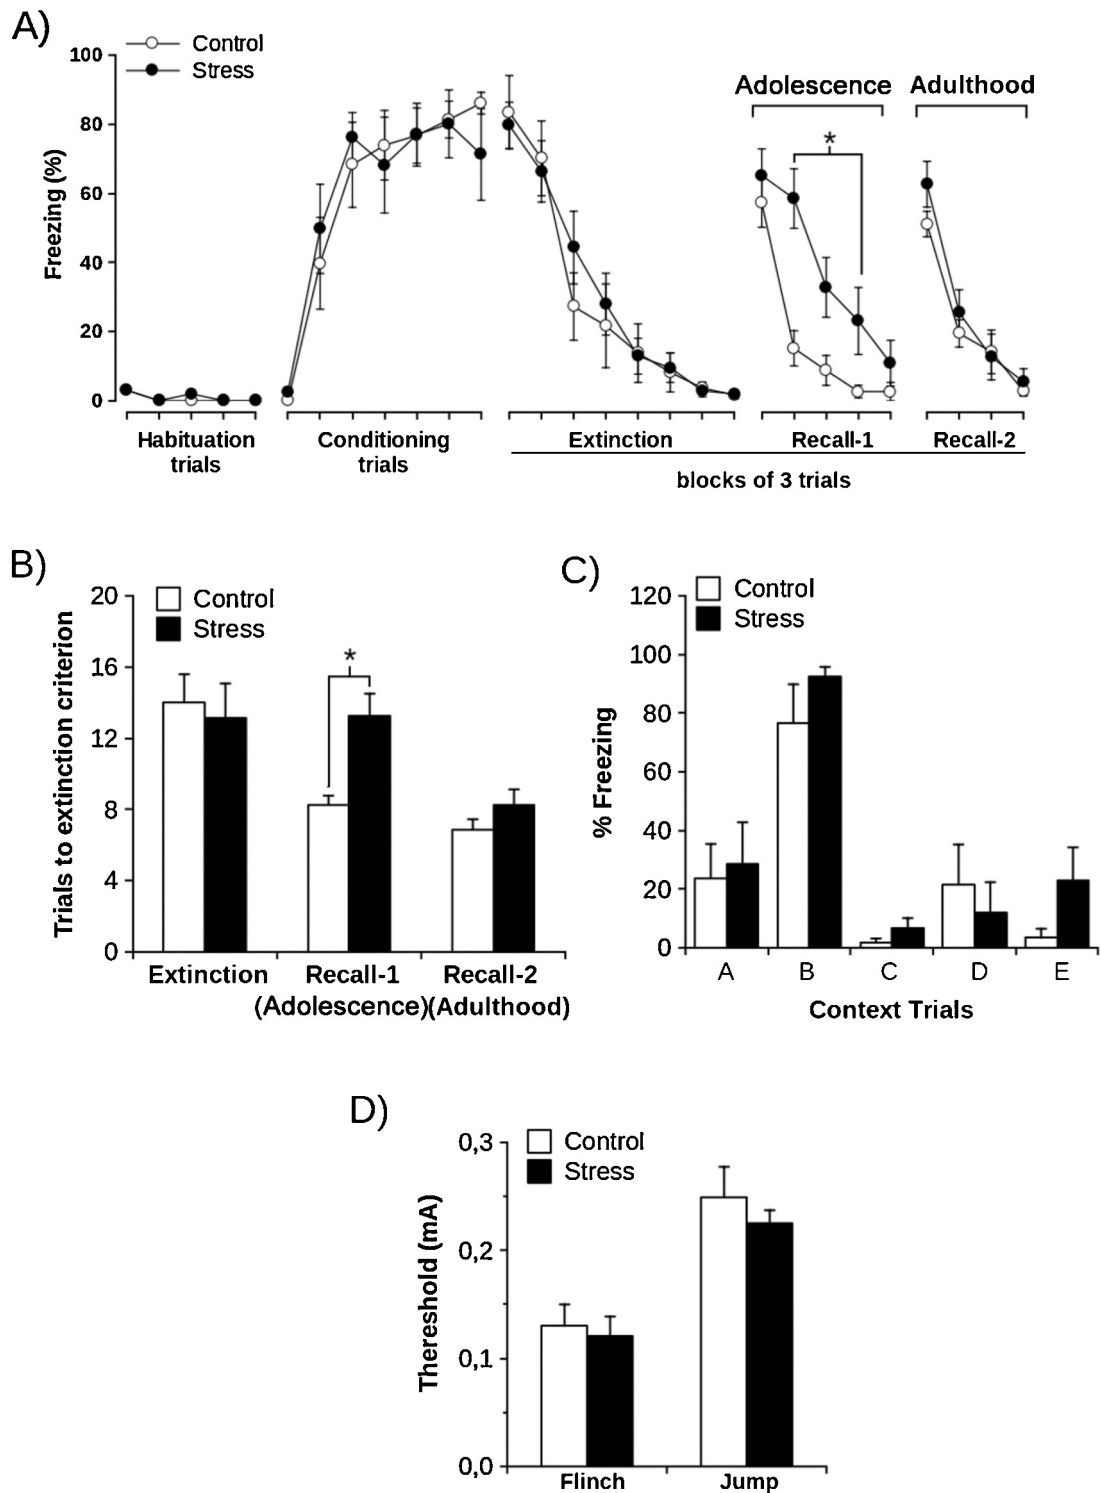 A)
Control
Stress
Freezing (%)
100
80
60
40
20
0
Adolescence
Adulthood
*
Habituation
trials
Conditioning
trials
Extinction
Recall-1
Recall-2
blocks of 3 trials
B)
Control
Stress
Trials to extinction criterion
20
16
12
8
4
0
*
Extinction
Recall-1
(Adolescence)
Recall-2
(Adulthood)
C)
Control
Stress
% Freezing
120
100
80
60
40
20
0
A
B
C
D
E
Context Trials
D)
Control
Stress
Thereshold (mA)
0,3
0,2
0,1
0,0
Flinch
Jump